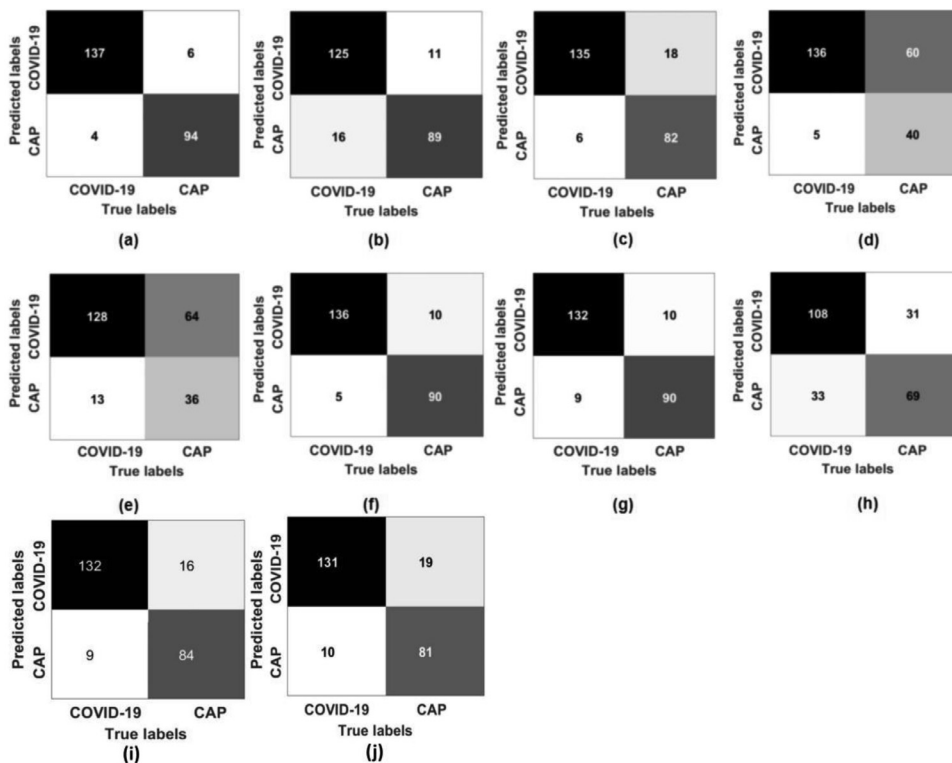 Predicted labels
COVID-19
CAP
137 6
4 94
COVID-19 CAP
True labels
(a)
Predicted labels
COVID-19
CAP
125 11
16 89
COVID-19 CAP
True labels
(b)
Predicted labels
COVID-19
CAP
135 18
6 82
COVID-19 CAP
True labels
(c)
Predicted labels
COVID-19
CAP
136 60
5 40
COVID-19 CAP
True labels
(d)
Predicted labels
COVID-19
CAP
128 64
13 36
COVID-19 CAP
True labels
(e)
Predicted labels
COVID-19
CAP
136 10
5 90
COVID-19 CAP
True labels
(f)
Predicted labels
COVID-19
CAP
132 10
9 90
COVID-19 CAP
True labels
(g)
Predicted labels
COVID-19
CAP
108 31
33 69
COVID-19 CAP
True labels
(h)
Predicted labels
COVID-19
CAP
132 16
9 84
COVID-19 CAP
True labels
(i)
Predicted labels
COVID-19
CAP
131 19
10 81
COVID-19 CAP
True labels
(j)